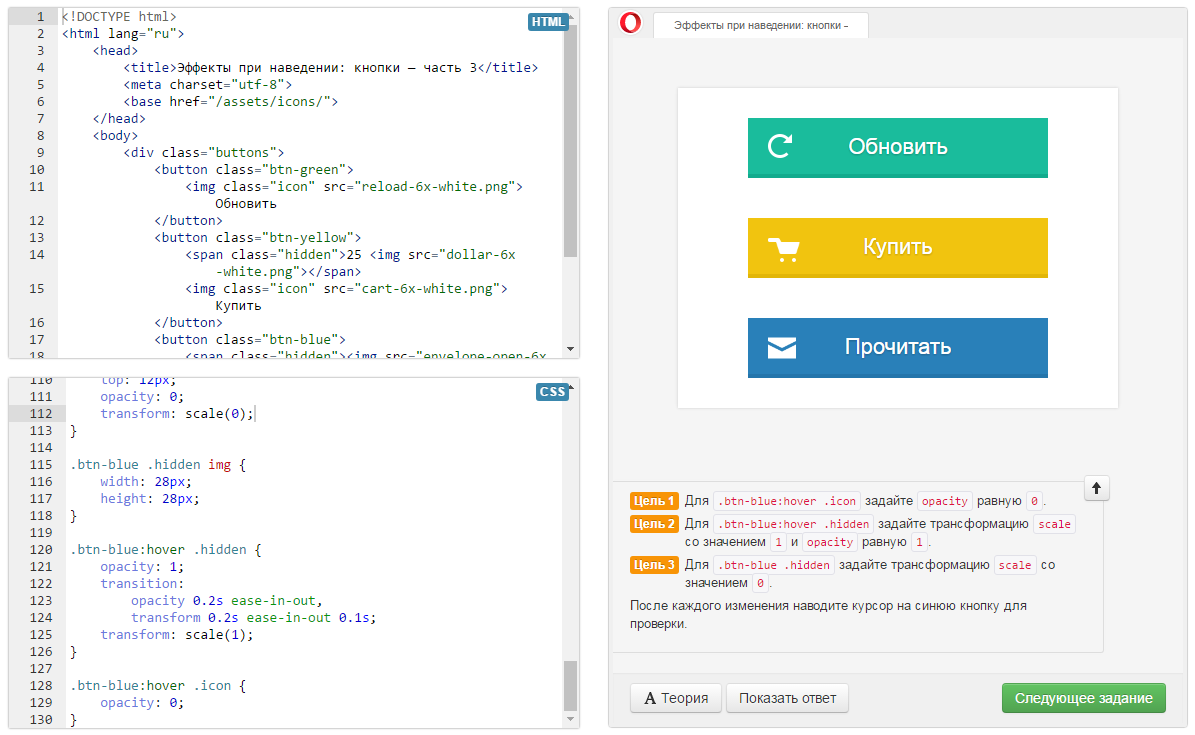 1 <!DOCTYPE html>
HTML
2 <html lang="ru">
3 <head>
4 <title>Эффекты при наведении: кнопки — часть 3</title>
5 <meta charset="utf-8">
6 <base href="/assets/icons/">
7 </head>
8 <body>
9 <div class="buttons">
10 <button class="btn-green">
11 <img class="icon" src="reload-6x-white.png">
Обновить
12 </button>
13 <button class="btn-yellow">
14 <span class="hidden">25 <img src="dollar-6x
-white.png"></span>
15 <img class="icon" src="cart-6x-white.png">
Купить
16 </button>
17 <button class="btn-blue">
18 <span class="hidden"><img src="envelope-open-6x
110 top: 12px;
CSS
111 opacity: 0;
112 transform: scale(0);
113 }
114
115 .btn-blue .hidden img {
116 width: 28px;
117 height: 28px;
118 }
119
120 .btn-blue:hover .hidden {
121 opacity: 1;
122 transition:
123 opacity 0.2s ease-in-out,
124 transform 0.2s ease-in-out 0.1s;
125 transform: scale(1);
126 }
127
128 .btn-blue:hover .icon {
129 opacity: 0;
130 }
Эффекты при наведении: кнопки –
Обновить
Купить
Прочитать
Цель 1 Для .btn-blue:hover .icon задайте opacity равную 0.
Цель 2 Для .btn-blue:hover .hidden задайте трансформацию scale
со значением 1 и opacity равную 1.
Цель 3 Для .btn-blue .hidden задайте трансформацию scale со
значением 0.
После каждого изменения наводите курсор на синюю кнопку для
проверки.
A Теория
Показать ответ
Следующее задание